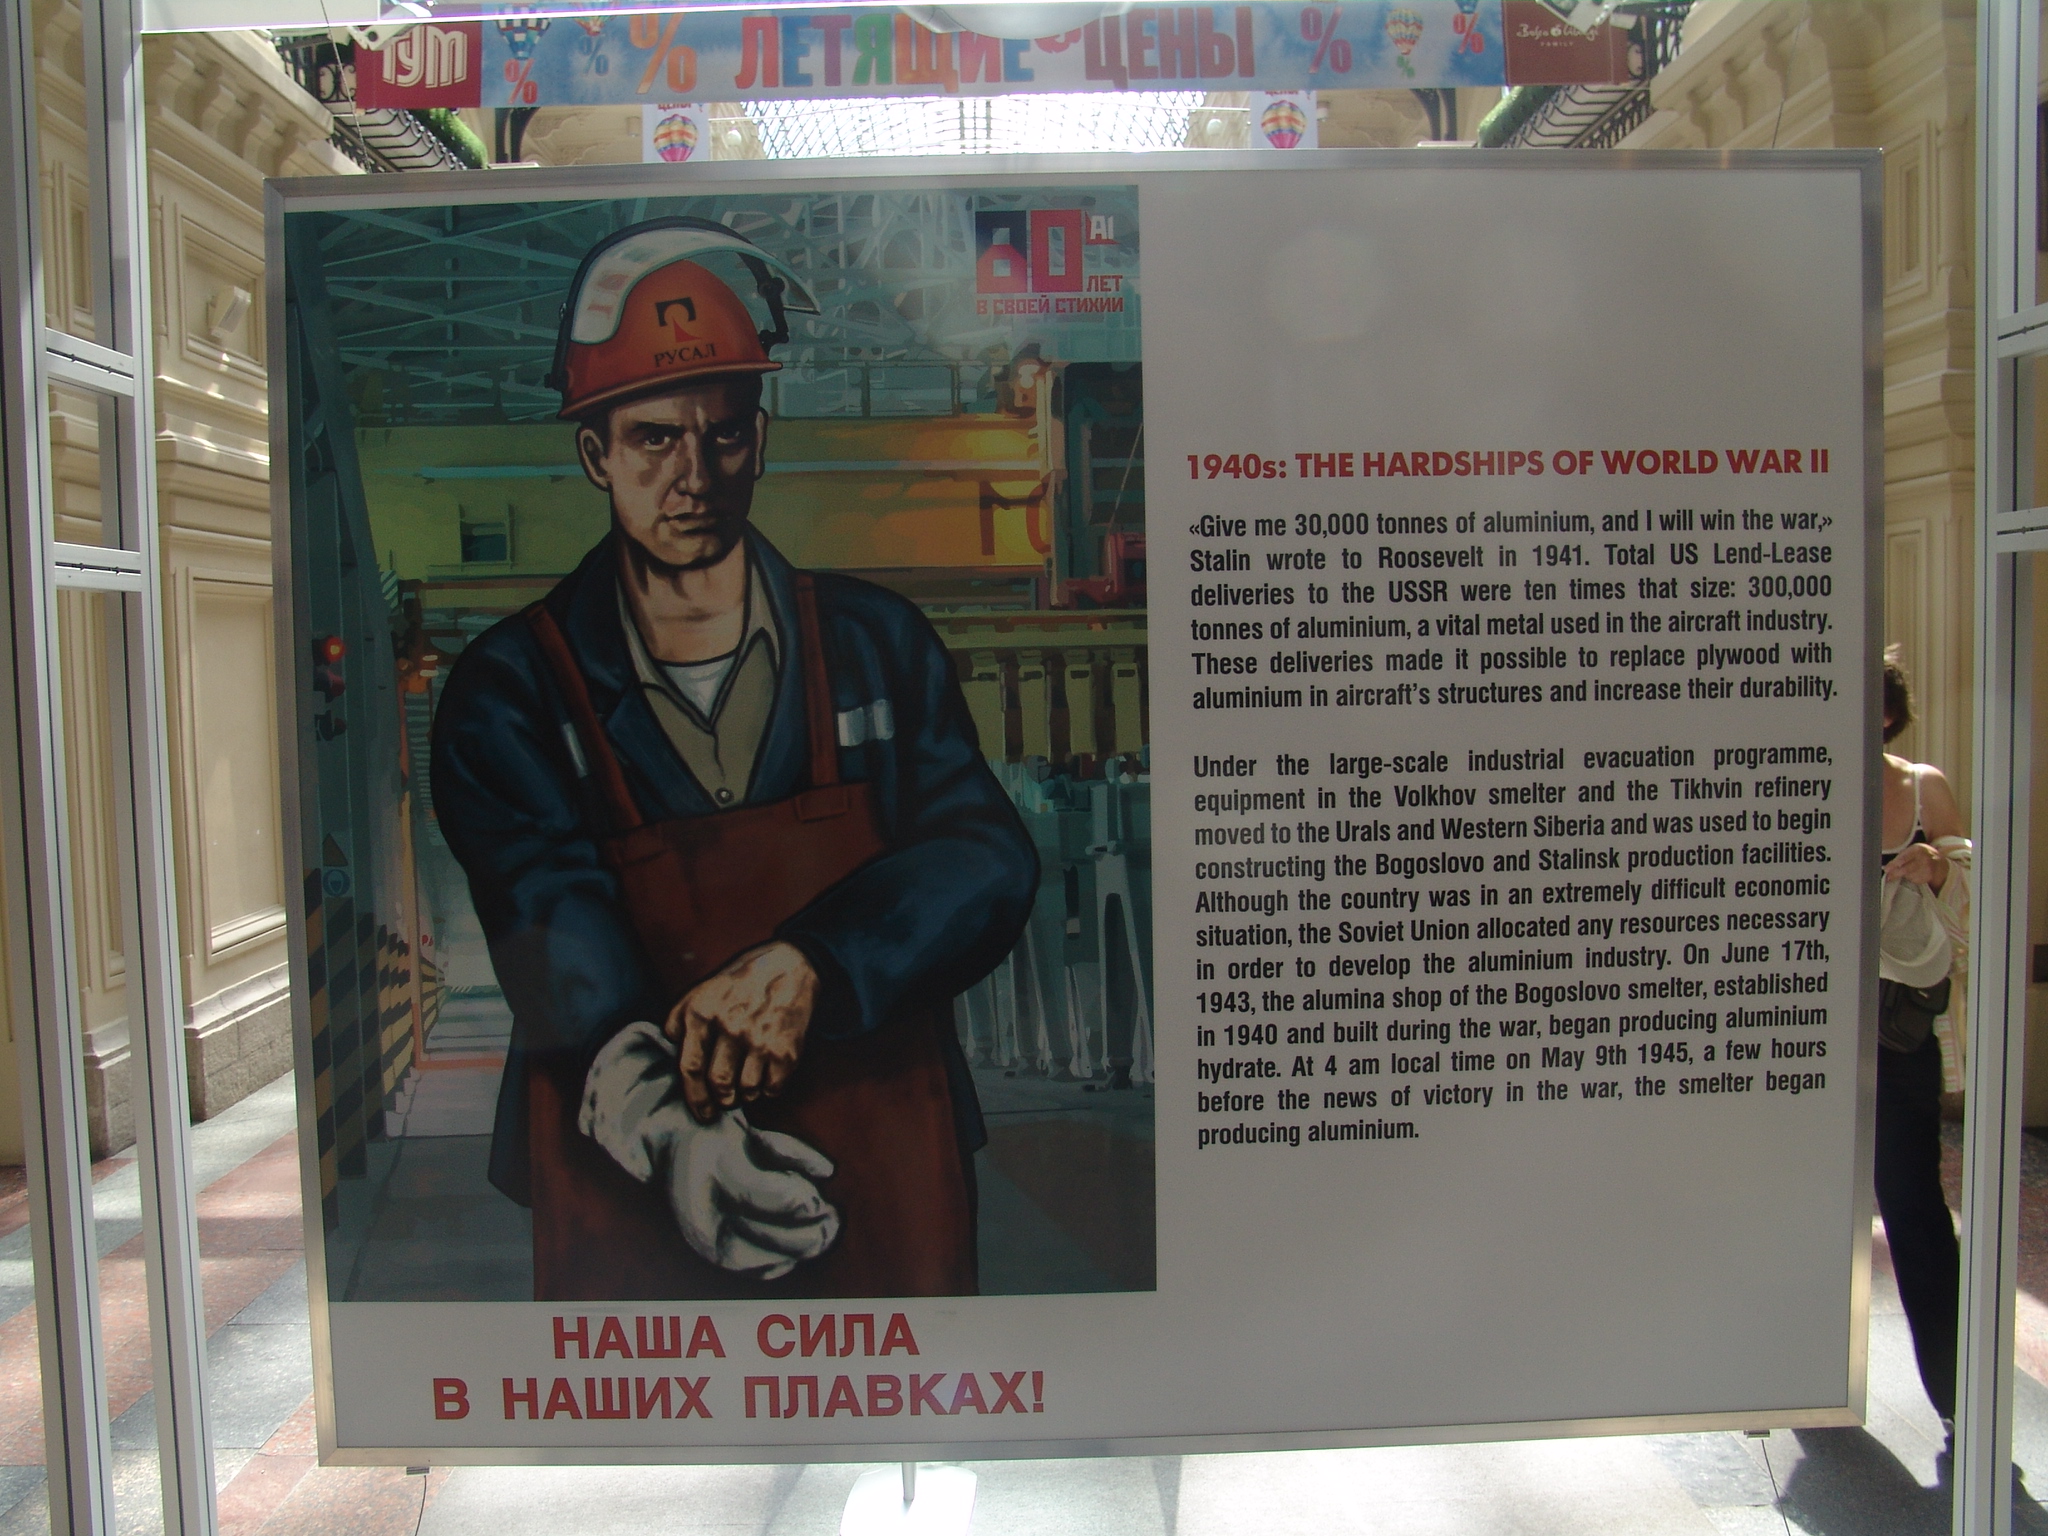 ГУМ
% % % ЛЕТЯЩИЕ ЦЕНЫ % % %
Bosco di Ciliegi
FAMILY
80 Al
ЛЕТ
В СВОЕЙ СТИХИИ
РУСАЛ
1940s: THE HARDSHIPS OF WORLD WAR II
«Give me 30,000 tonnes of aluminium, and I will win the war,»
Stalin wrote to Roosevelt in 1941. Total US Lend-Lease
deliveries to the USSR were ten times that size: 300,000
tonnes of aluminium, a vital metal used in the aircraft industry.
These deliveries made it possible to replace plywood with
aluminium in aircraft's structures and increase their durability.
Under the large-scale industrial evacuation programme,
equipment in the Volkhov smelter and the Tikhvin refinery
moved to the Urals and Western Siberia and was used to begin
constructing the Bogoslovo and Stalinsk production facilities.
Although the country was in an extremely difficult economic
situation, the Soviet Union allocated any resources necessary
in order to develop the aluminium industry. On June 17th,
1943, the alumina shop of the Bogoslovo smelter, established
in 1940 and built during the war, began producing aluminium
hydrate. At 4 am local time on May 9th 1945, a few hours
before the news of victory in the war, the smelter began
producing aluminium.
НАША СИЛА
В НАШИХ ПЛАВКАХ!